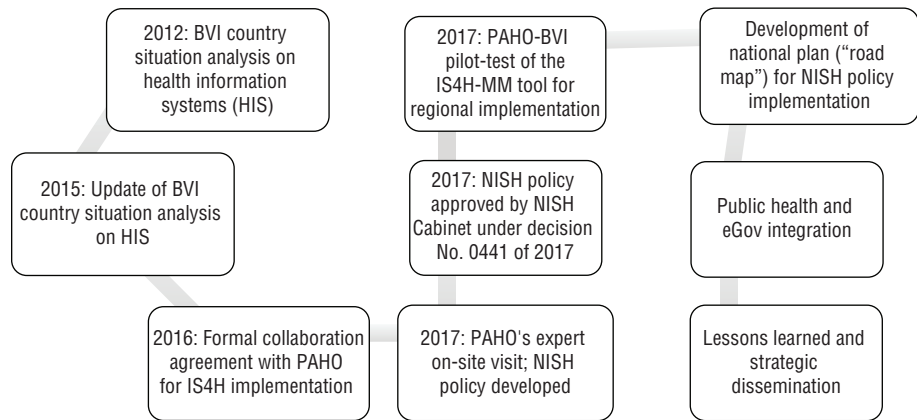 2012: BVI country
situation analysis on
health information
systems (HIS)
2015: Update of BVI
country situation analysis
on HIS
2016: Formal collaboration
agreement with PAHO
for IS4H implementation
2017: PAHO's expert
on-site visit; NISH
policy developed
2017: NISH policy
approved by NISH
Cabinet under decision
No. 0441 of 2017
2017: PAHO-BVI
pilot-test of the
IS4H-MM tool for
regional implementation
Development of
national plan (“road
map”) for NISH policy
implementation
Public health and
eGov integration
Lessons learned and
strategic
dissemination